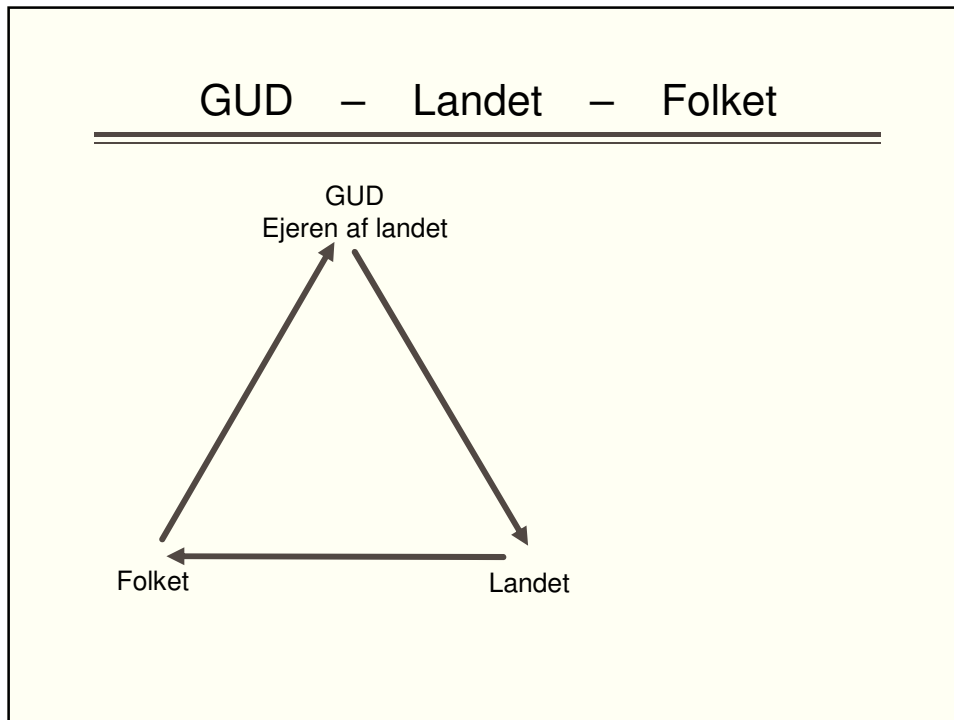 GUD – Landet – Folket
GUD
Ejeren af landet
Folket
Landet